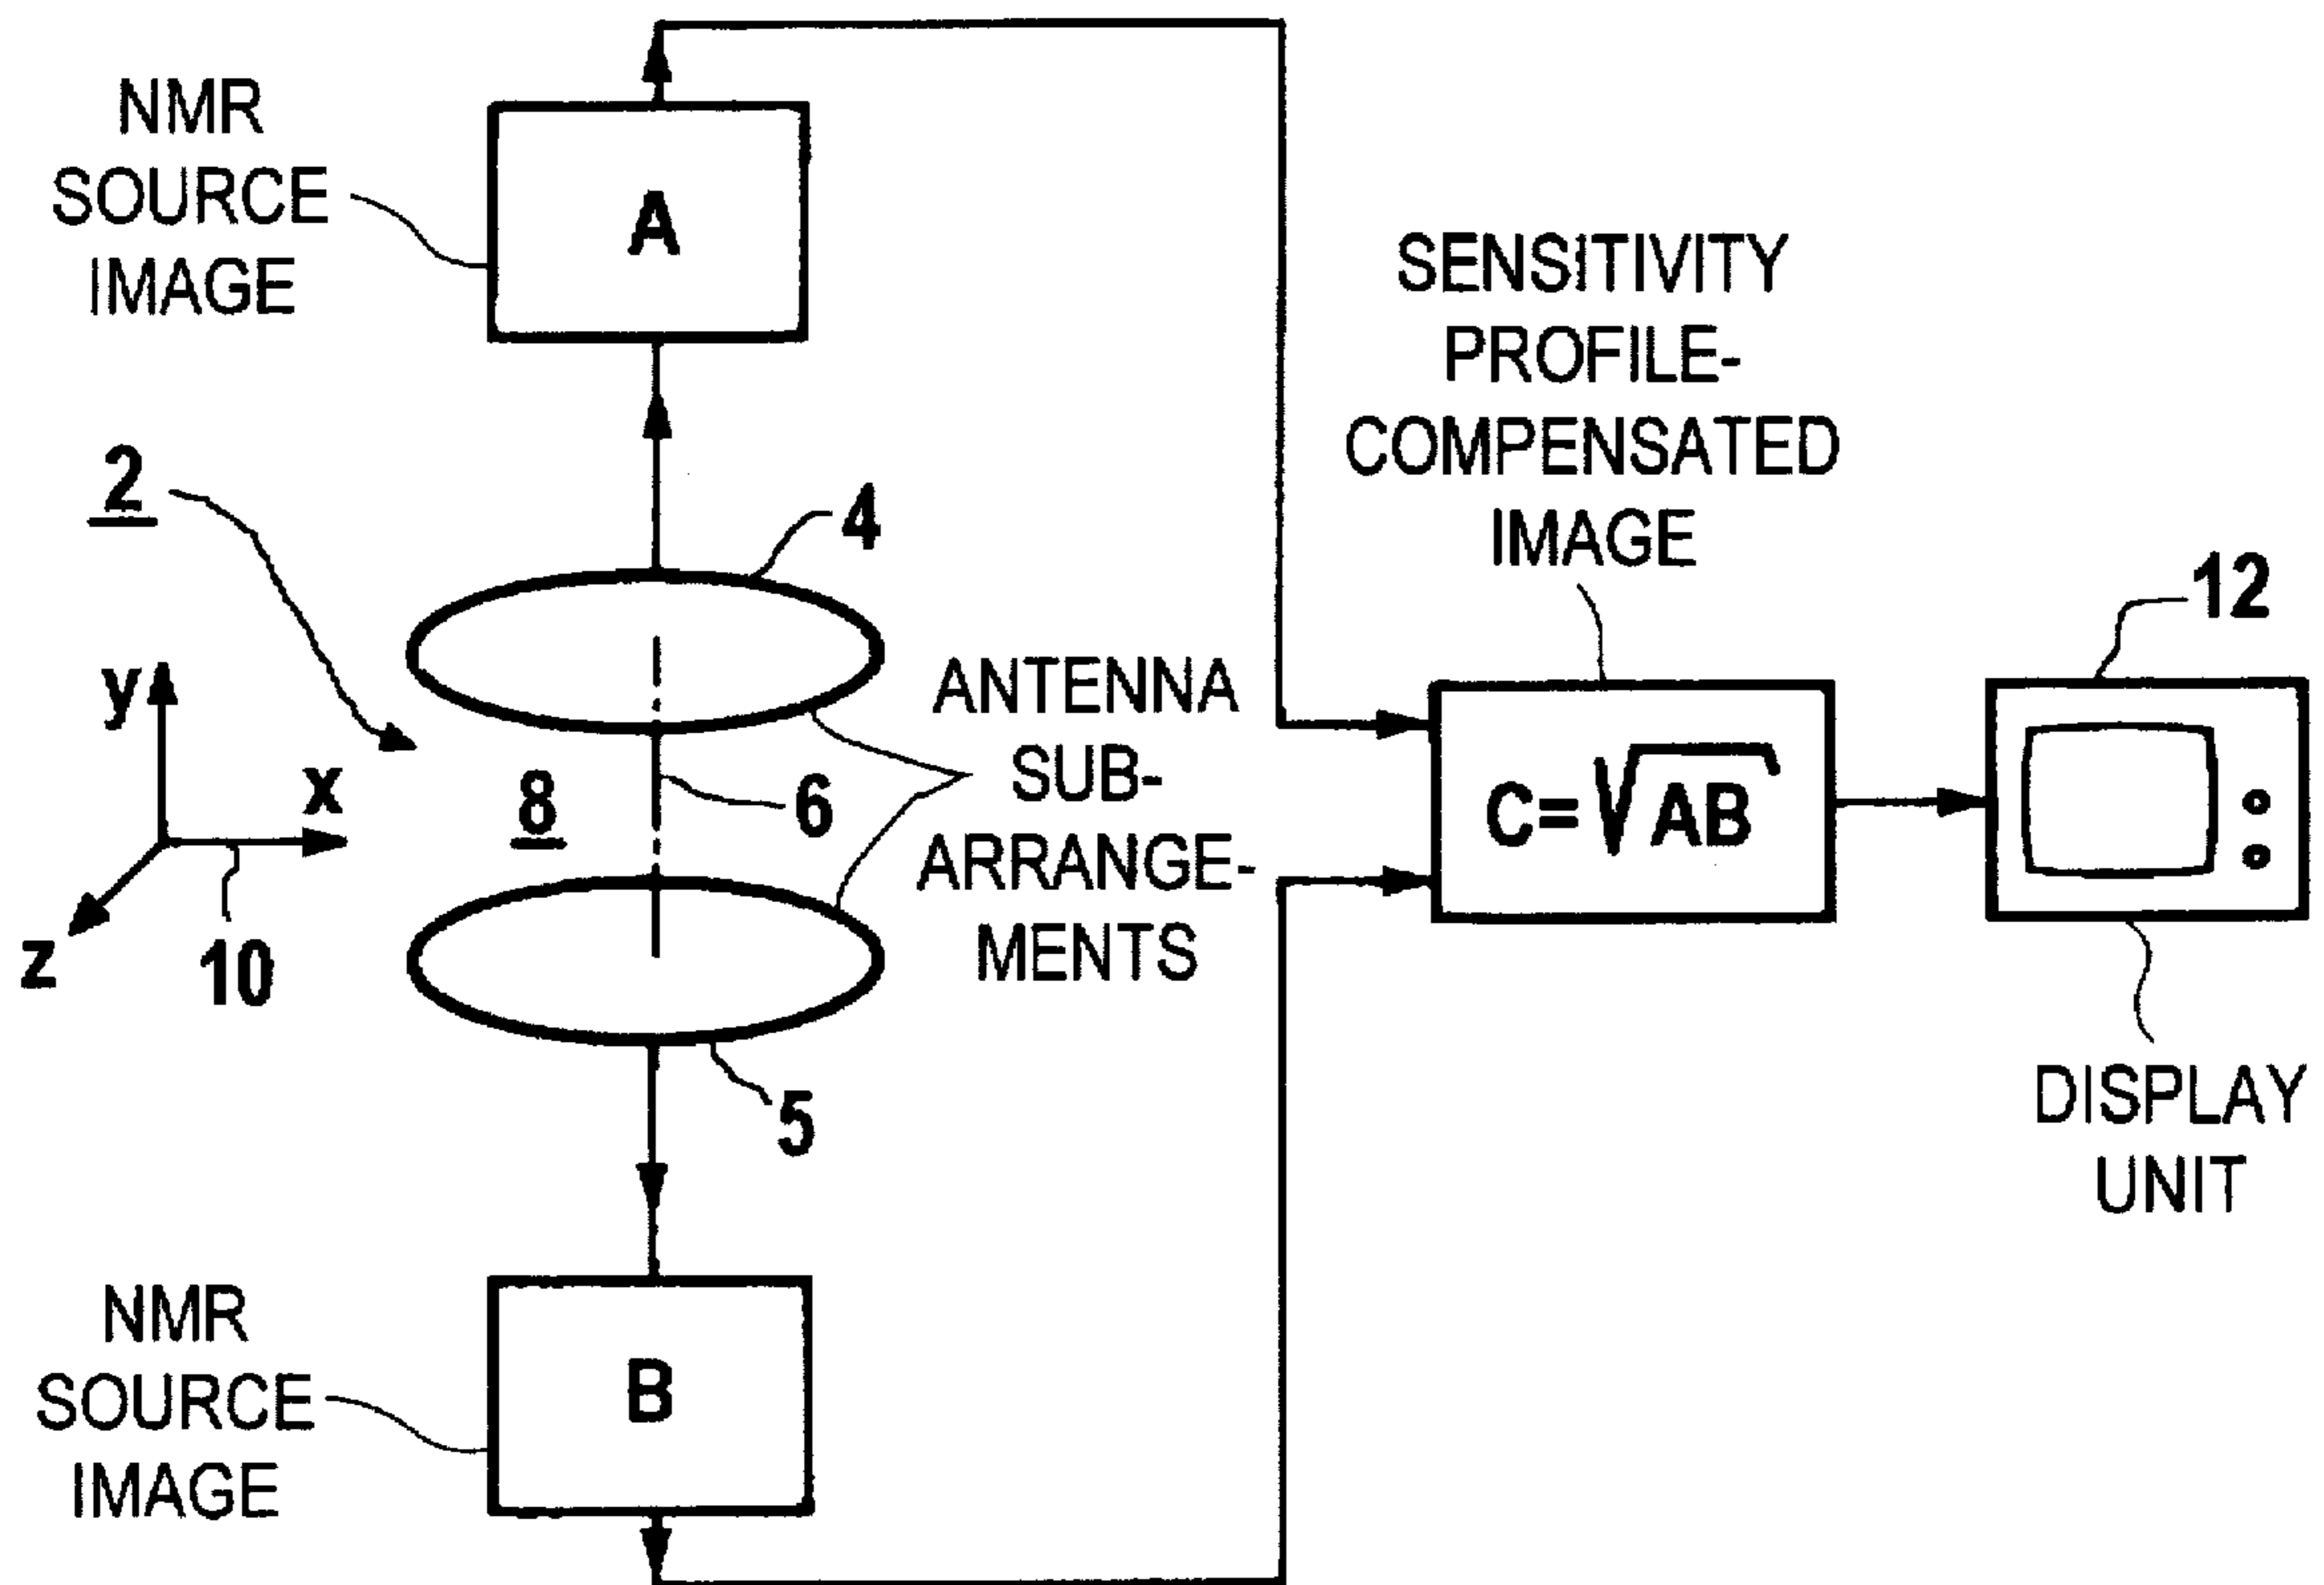 NMR
SOURCE
IMAGE
A
SENSITIVITY
PROFILE-
COMPENSATED
IMAGE
2
4
12
y
x
z
10
8
6
ANTENNA
SUB-
ARRANGE-
MENTS
C=√AB
5
DISPLAY
UNIT
NMR
SOURCE
IMAGE
B